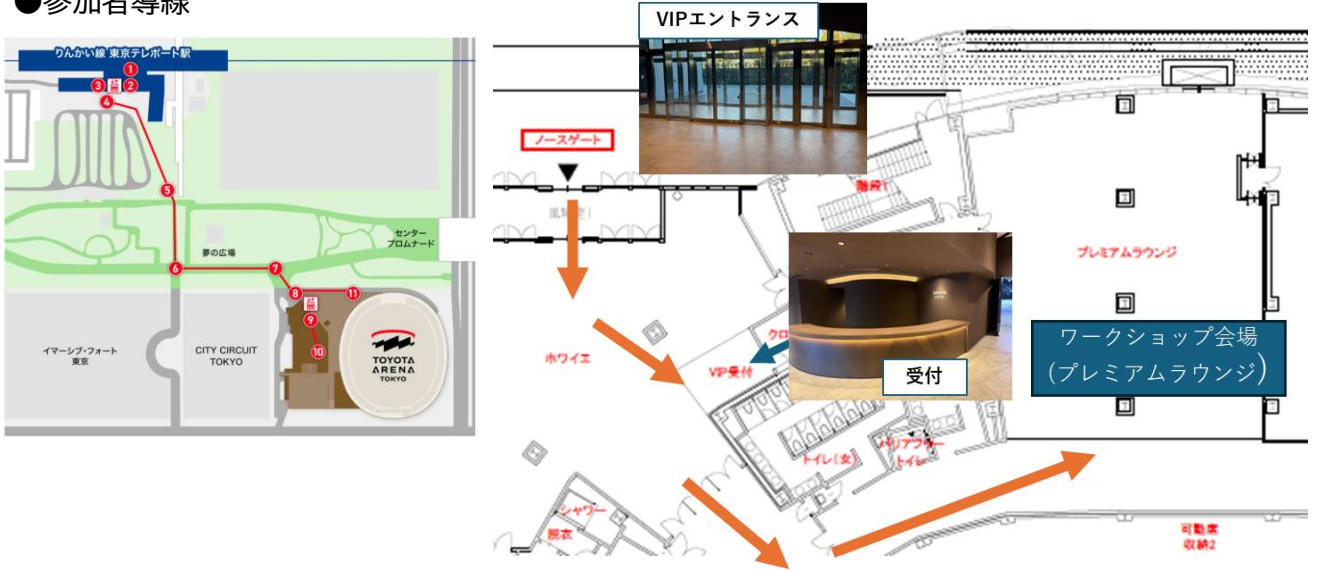 ●参加者導線
りんかい線 東京テレポート駅
1
3
2
4
5
センター
プロムナード
夢の広場
6
7
8
11
9
10
イマーシブ・フォート
東京
CITY CIRCUIT
TOKYO
TOYOTA
ARENA
TOKYO
VIPエントランス
ノースゲート
階段1
プレミアムラウンジ
ホワイエ
クロ
VIP受付
受付
ワークショップ会場
(プレミアムラウンジ)
トイレ(女)
バリアフリー
トイレ
シャワー
脱衣
可動席
収納2